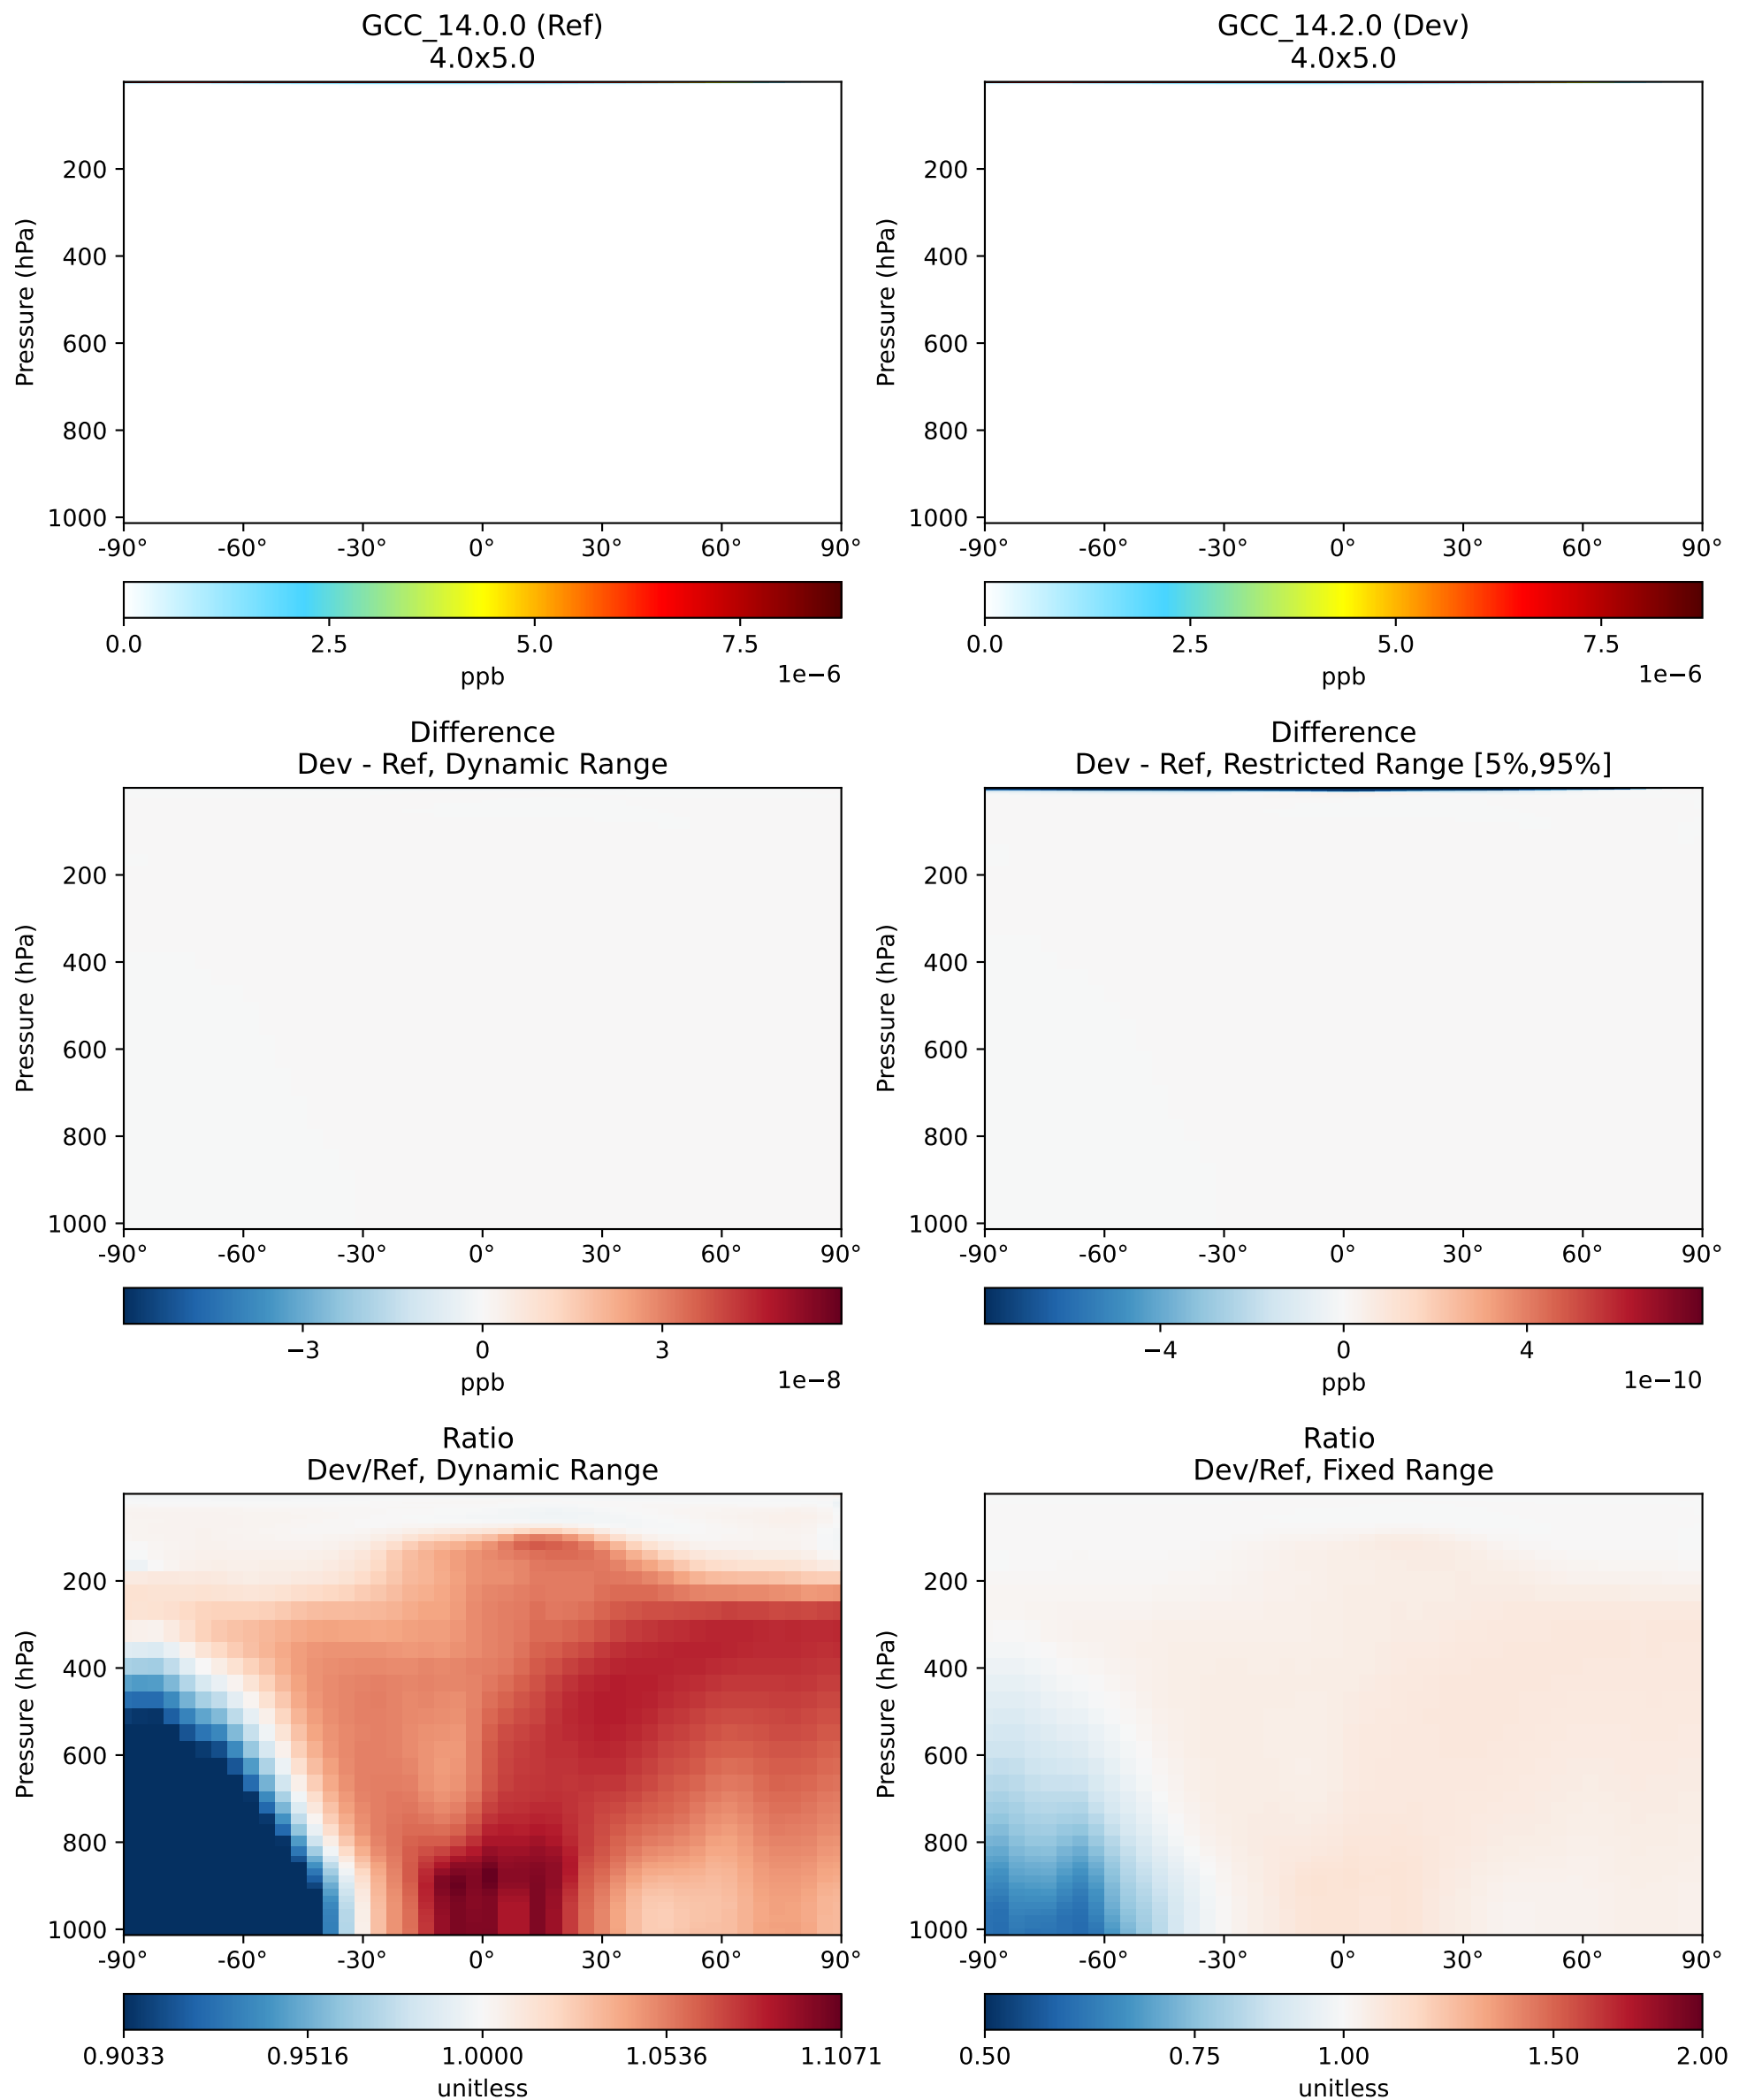 GCC_14.0.0 (Ref)
4.0x5.0
GCC_14.2.0 (Dev)
4.0x5.0
Pressure (hPa)
200
400
600
800
1000
-90° -60° -30° 0° 30° 60° 90°
0.0 2.5 5.0 7.5
ppb
1e−6
Pressure (hPa)
200
400
600
800
1000
-90° -60° -30° 0° 30° 60° 90°
0.0 2.5 5.0 7.5
ppb
1e−6
Difference
Dev - Ref, Dynamic Range
Pressure (hPa)
200
400
600
800
1000
-90° -60° -30° 0° 30° 60° 90°
−3 0 3
ppb
1e−8
Difference
Dev - Ref, Restricted Range [5%,95%]
Pressure (hPa)
200
400
600
800
1000
-90° -60° -30° 0° 30° 60° 90°
−4 0 4
ppb
1e−10
Ratio
Dev/Ref, Dynamic Range
Pressure (hPa)
200
400
600
800
1000
-90° -60° -30° 0° 30° 60° 90°
0.9033 0.9516 1.0000 1.0536 1.1071
unitless
Ratio
Dev/Ref, Fixed Range
Pressure (hPa)
200
400
600
800
1000
-90° -60° -30° 0° 30° 60° 90°
0.50 0.75 1.00 1.50 2.00
unitless